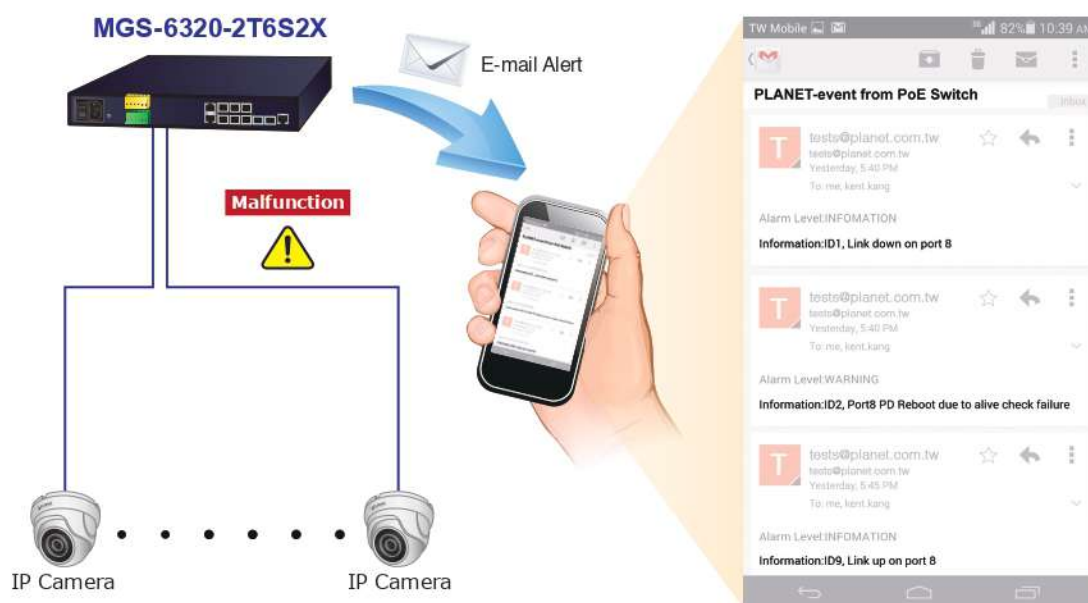 MGS-6320-2T6S2X
E-mail Alert
Malfunction
IP Camera
IP Camera
TW Mobile 3G 82% 10:39 AM
PLANET-event from PoE Switch
Inbox
T
tests@planet.com.tw
tests@planet.com.tw
Yesterday, 5:40 PM
To: me, kent.kang
Alarm Level:INFOMATION
Information:ID1, Link down on port 8
T
tests@planet.com.tw
tests@planet.com.tw
Yesterday, 5:40 PM
To: me, kent.kang
Alarm Level:WARNING
Information:ID2, Port8 PD Reboot due to alive check failure
T
tests@planet.com.tw
tests@planet.com.tw
Yesterday, 5:45 PM
To: me, kent.kang
Alarm Level:INFOMATION
Information:ID9, Link up on port 8